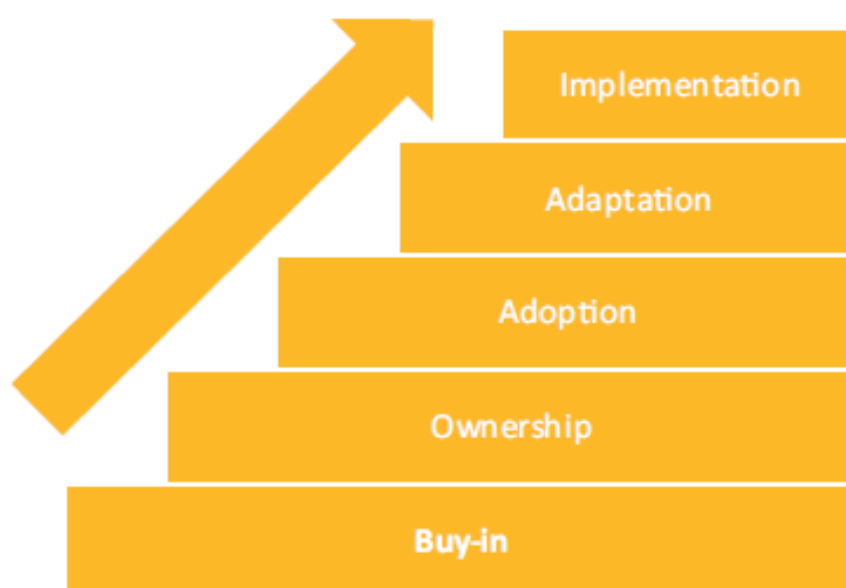 Implementation
Adaptation
Adoption
Ownership
Buy-in